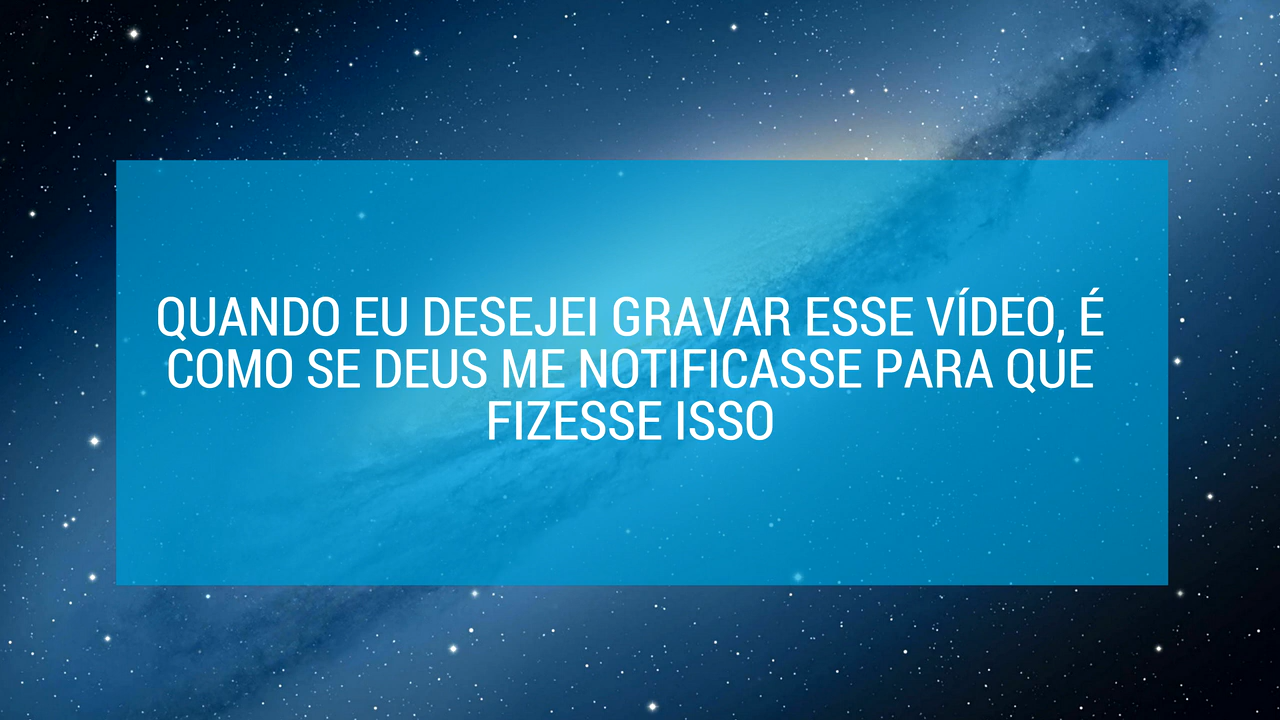 QUANDO EU DESEJEI GRAVAR ESSE VÍDEO, É
COMO SE DEUS ME NOTIFICASSE PARA QUE
FIZESSE ISSO